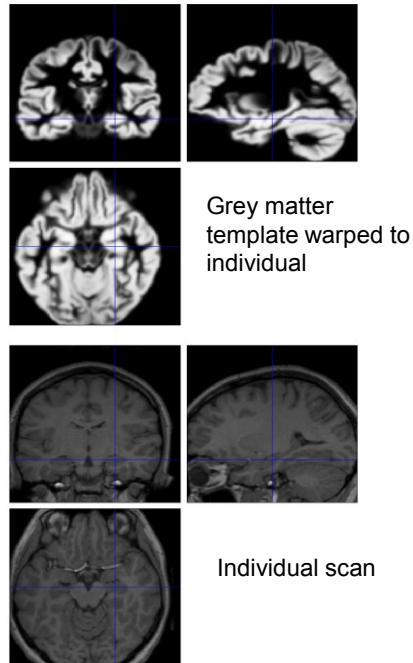 Grey matter
template warped to
individual
Individual scan